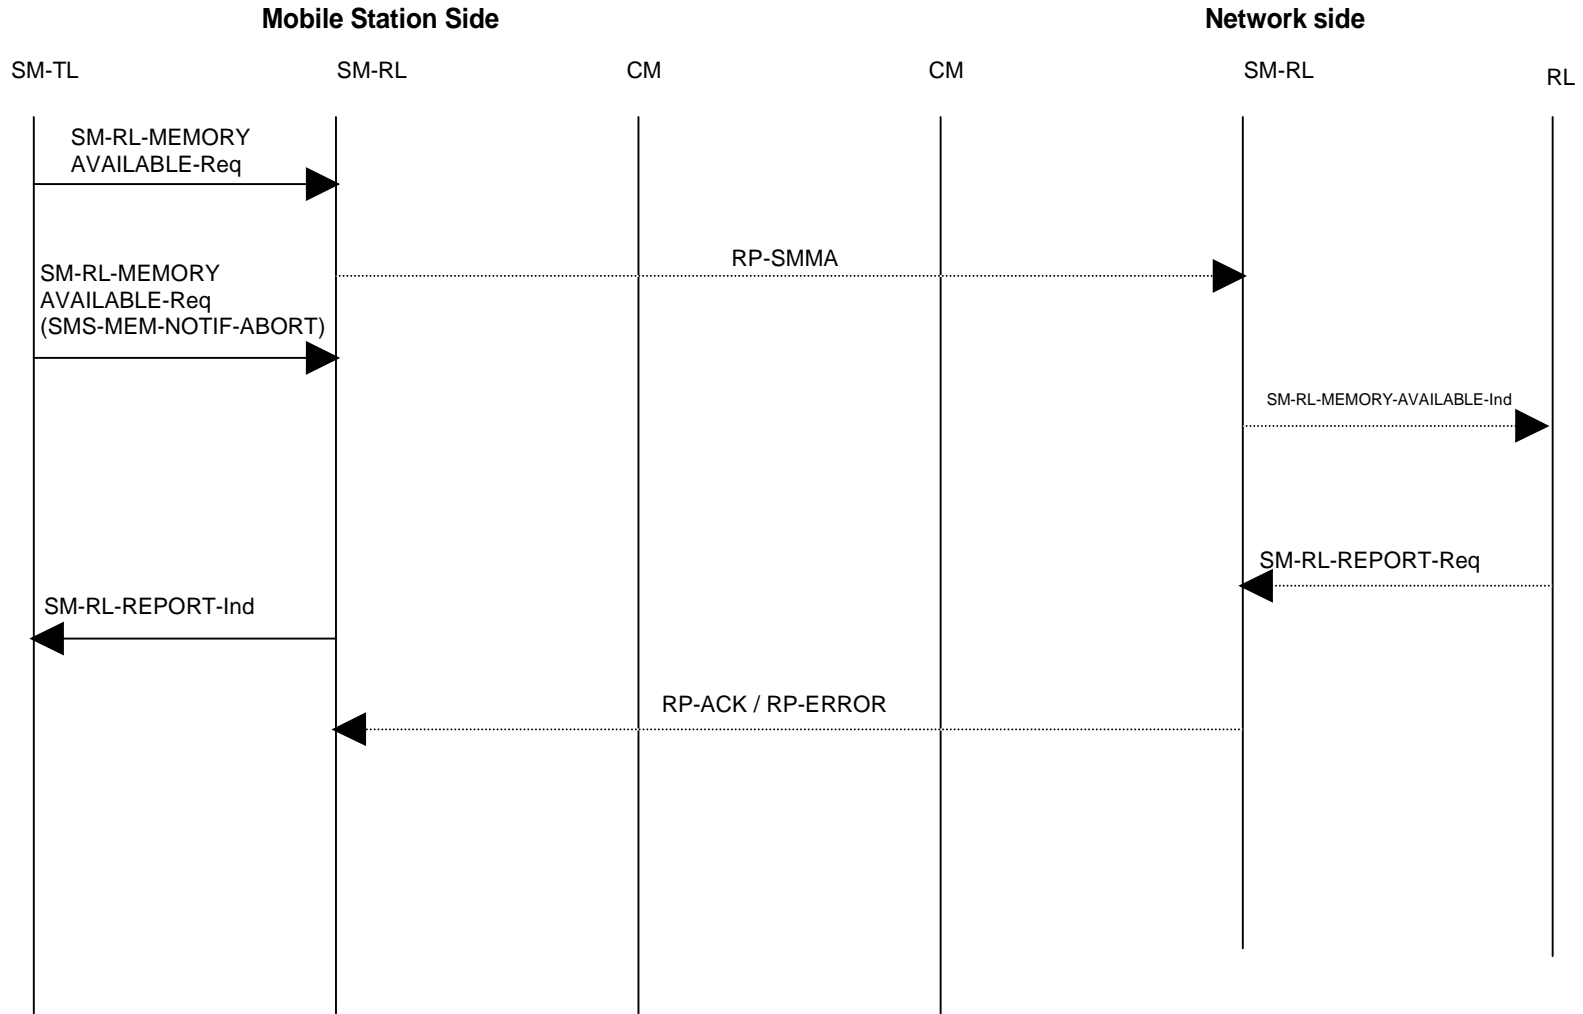 Mobile Station Side
Network side
SM-TL
SM-RL
CM
CM
SM-RL
RL
SM-RL-MEMORY
AVAILABLE-Req
RP-SMMA
SM-RL-MEMORY
AVAILABLE-Req
(SMS-MEM-NOTIF-ABORT)
SM-RL-MEMORY-AVAILABLE-Ind
SM-RL-REPORT-Req
SM-RL-REPORT-Ind
RP-ACK / RP-ERROR